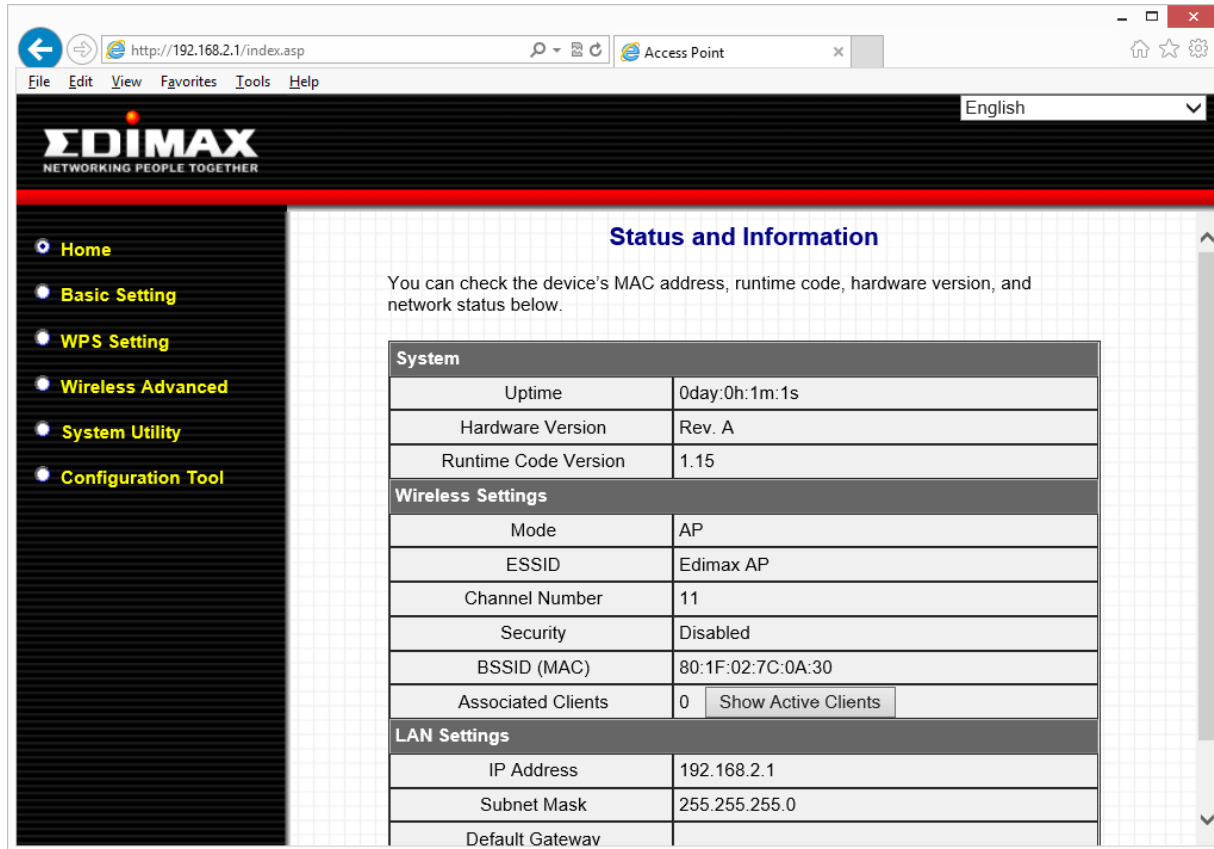 http://192.168.2.1/index.asp
Access Point
File Edit View Favorites Tools Help
English
EDIMAX
NETWORKING PEOPLE TOGETHER
Home
Basic Setting
WPS Setting
Wireless Advanced
System Utility
Configuration Tool
Status and Information
You can check the device's MAC address, runtime code, hardware version, and
network status below.
System
Uptime 0day:0h:1m:1s
Hardware Version Rev. A
Runtime Code Version 1.15
Wireless Settings
Mode AP
ESSID Edimax AP
Channel Number 11
Security Disabled
BSSID (MAC) 80:1F:02:7C:0A:30
Associated Clients 0 Show Active Clients
LAN Settings
IP Address 192.168.2.1
Subnet Mask 255.255.255.0
Default Gateway